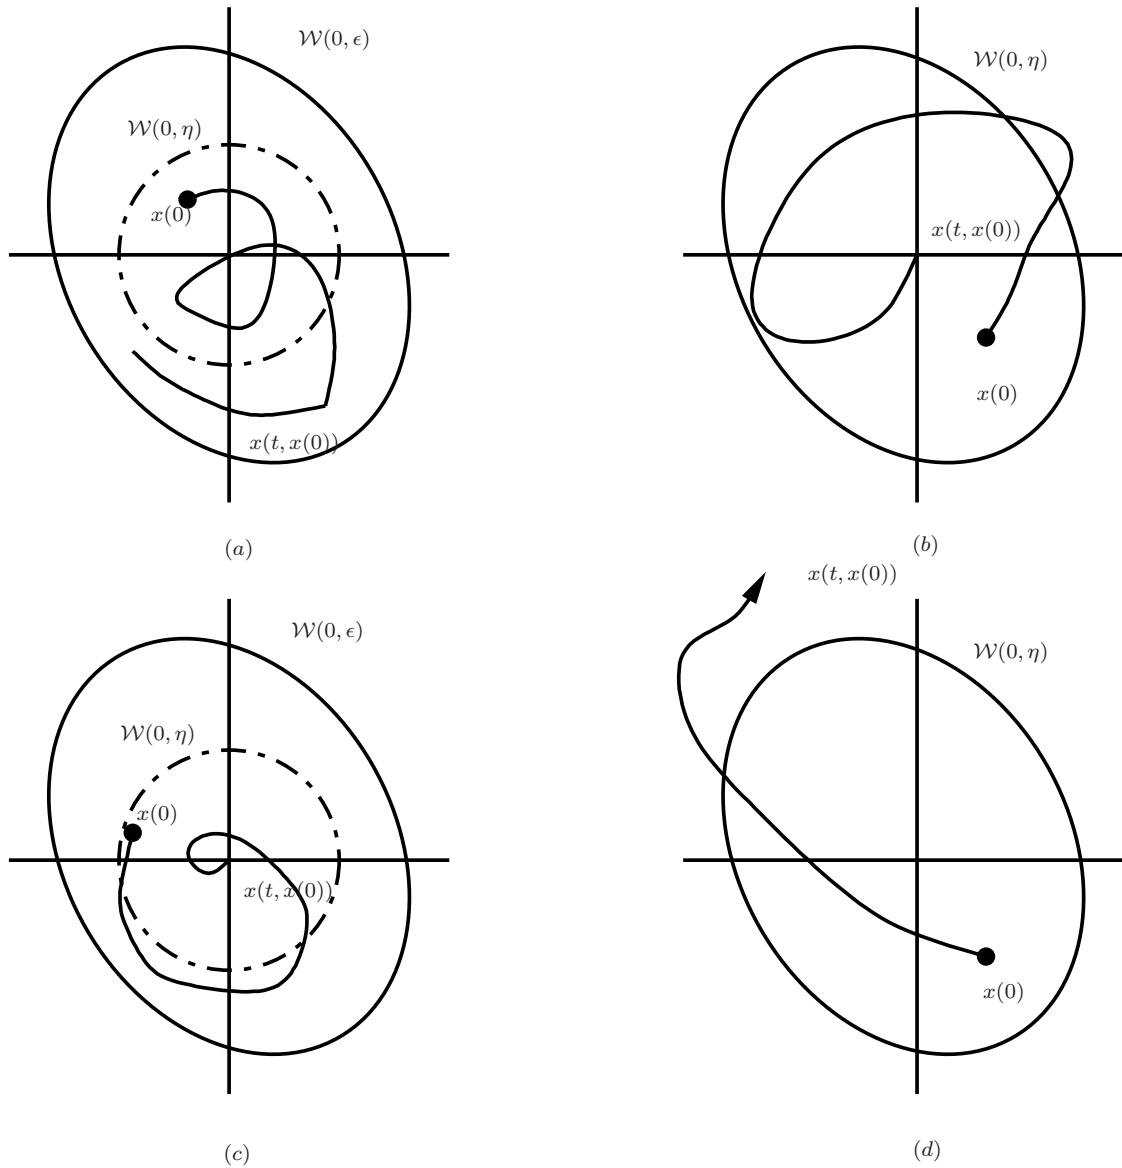 𝒲(0, ϵ)
𝒲(0, η)
x(0)
x(t, x(0))
(a)
𝒲(0, η)
x(t, x(0))
x(0)
(b)
𝒲(0, ϵ)
𝒲(0, η)
x(0)
x(t, x(0))
(c)
x(t, x(0))
𝒲(0, η)
x(0)
(d)